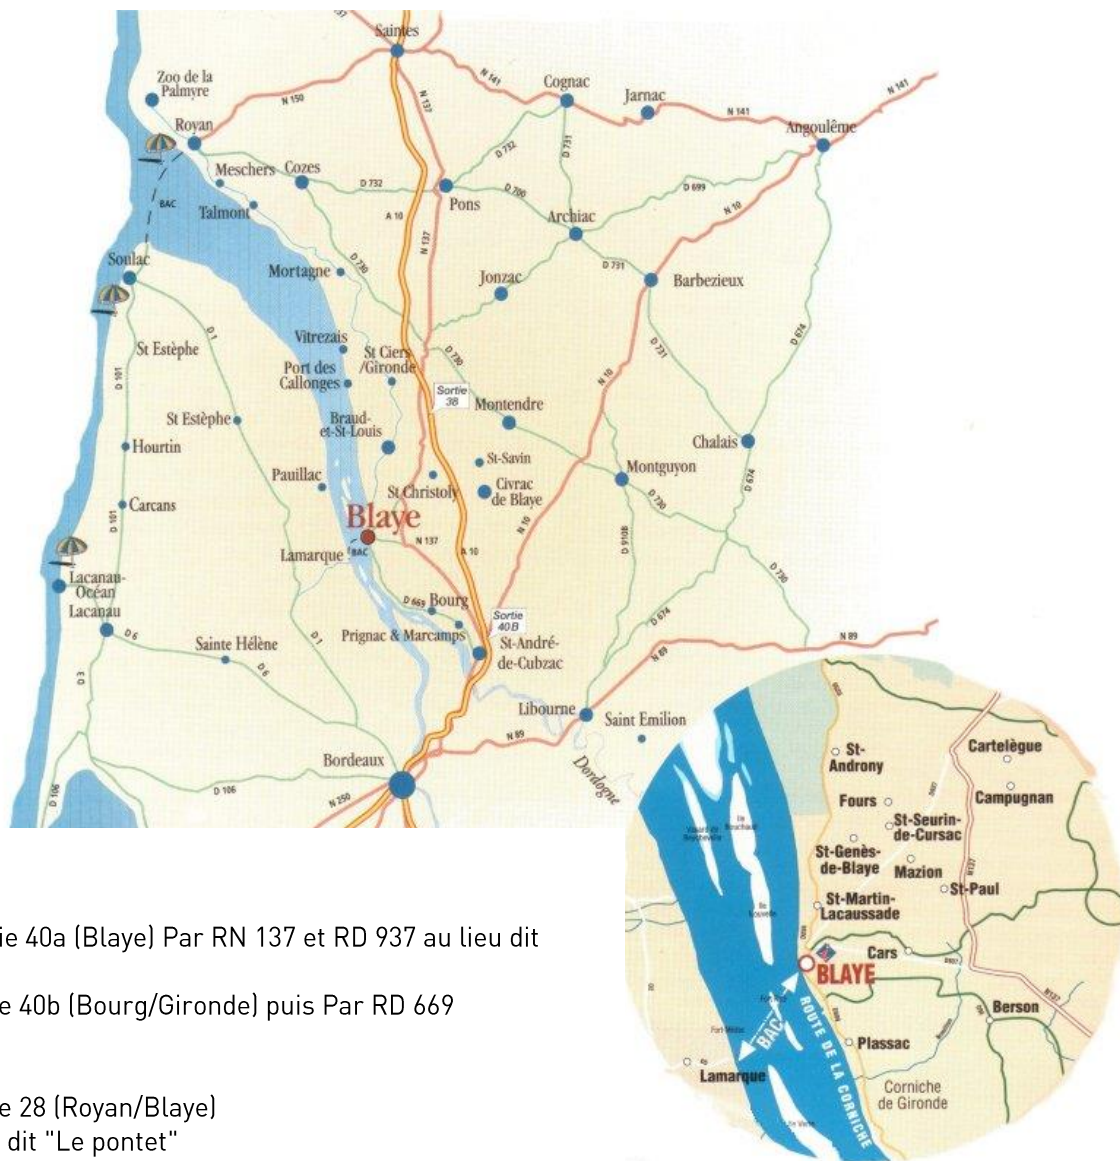 Saintes
Zoo de la
Palmyre
Cognac
N 141
Jarnac
N 141
N 141
N 150
N 137
Angoulême
Royan
D 732
D 731
Meschers
Cozes
D 732
D 700
D 699
BAC
Talmont
A 10
Pons
N 10
Archiac
N 137
Soulac
Mortagne
D 730
Jonzac
D 731
Barbezieux
D 1
Vitrezais
D 674
St Estèphe
St Ciers
/Gironde
D 730
D 731
Port des
Callonges
D 101
N 10
Sortie
38
Montendre
St Estèphe
Braud-
et-St-Louis
Hourtin
Chalais
St-Savin
Montguyon
Pauillac
St Christoly
Civrac
de Blaye
D 674
Carcans
D 730
D 101
Blaye
N 10
N 137
D 910B
Lamarque
BAC
A 10
Lacanau-
Océan
D 730
D 669
Bourg
Lacanau
Sortie
40B
D 674
D 6
Prignac & Marcamps
D 1
Sainte Hélène
St-André-
de-Cubzac
N 89
N 89
D 6
D 3
Libourne
Saint Emilion
N 89
Bordeaux
Dordogne
D 106
D 106
N 250
St-
Androny
Cartelègue
Fours
Campugnan
St-Seurin-
de-Cursac
St-Genès-
de-Blaye
Mazion
N137
St-Paul
St-Martin-
Lacaussade
Cars
BLAYE
N137
Berson
BAC
ROUTE DE LA CORNICHE
Plassac
Lamarque
Corniche
de Gironde
ie 40a (Blaye) Par RN 137 et RD 937 au lieu dit
e 40b (Bourg/Gironde) puis Par RD 669
e 28 (Royan/Blaye)
dit "Le pontet"